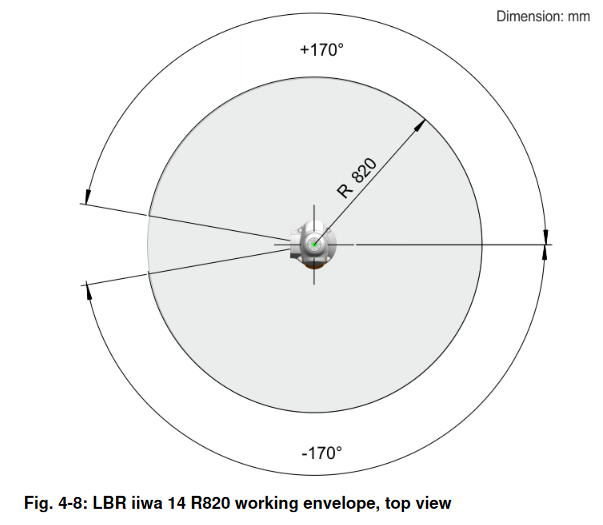 Dimension: mm
+170°
R 820
-170°
Fig. 4-8: LBR iiwa 14 R820 working envelope, top view